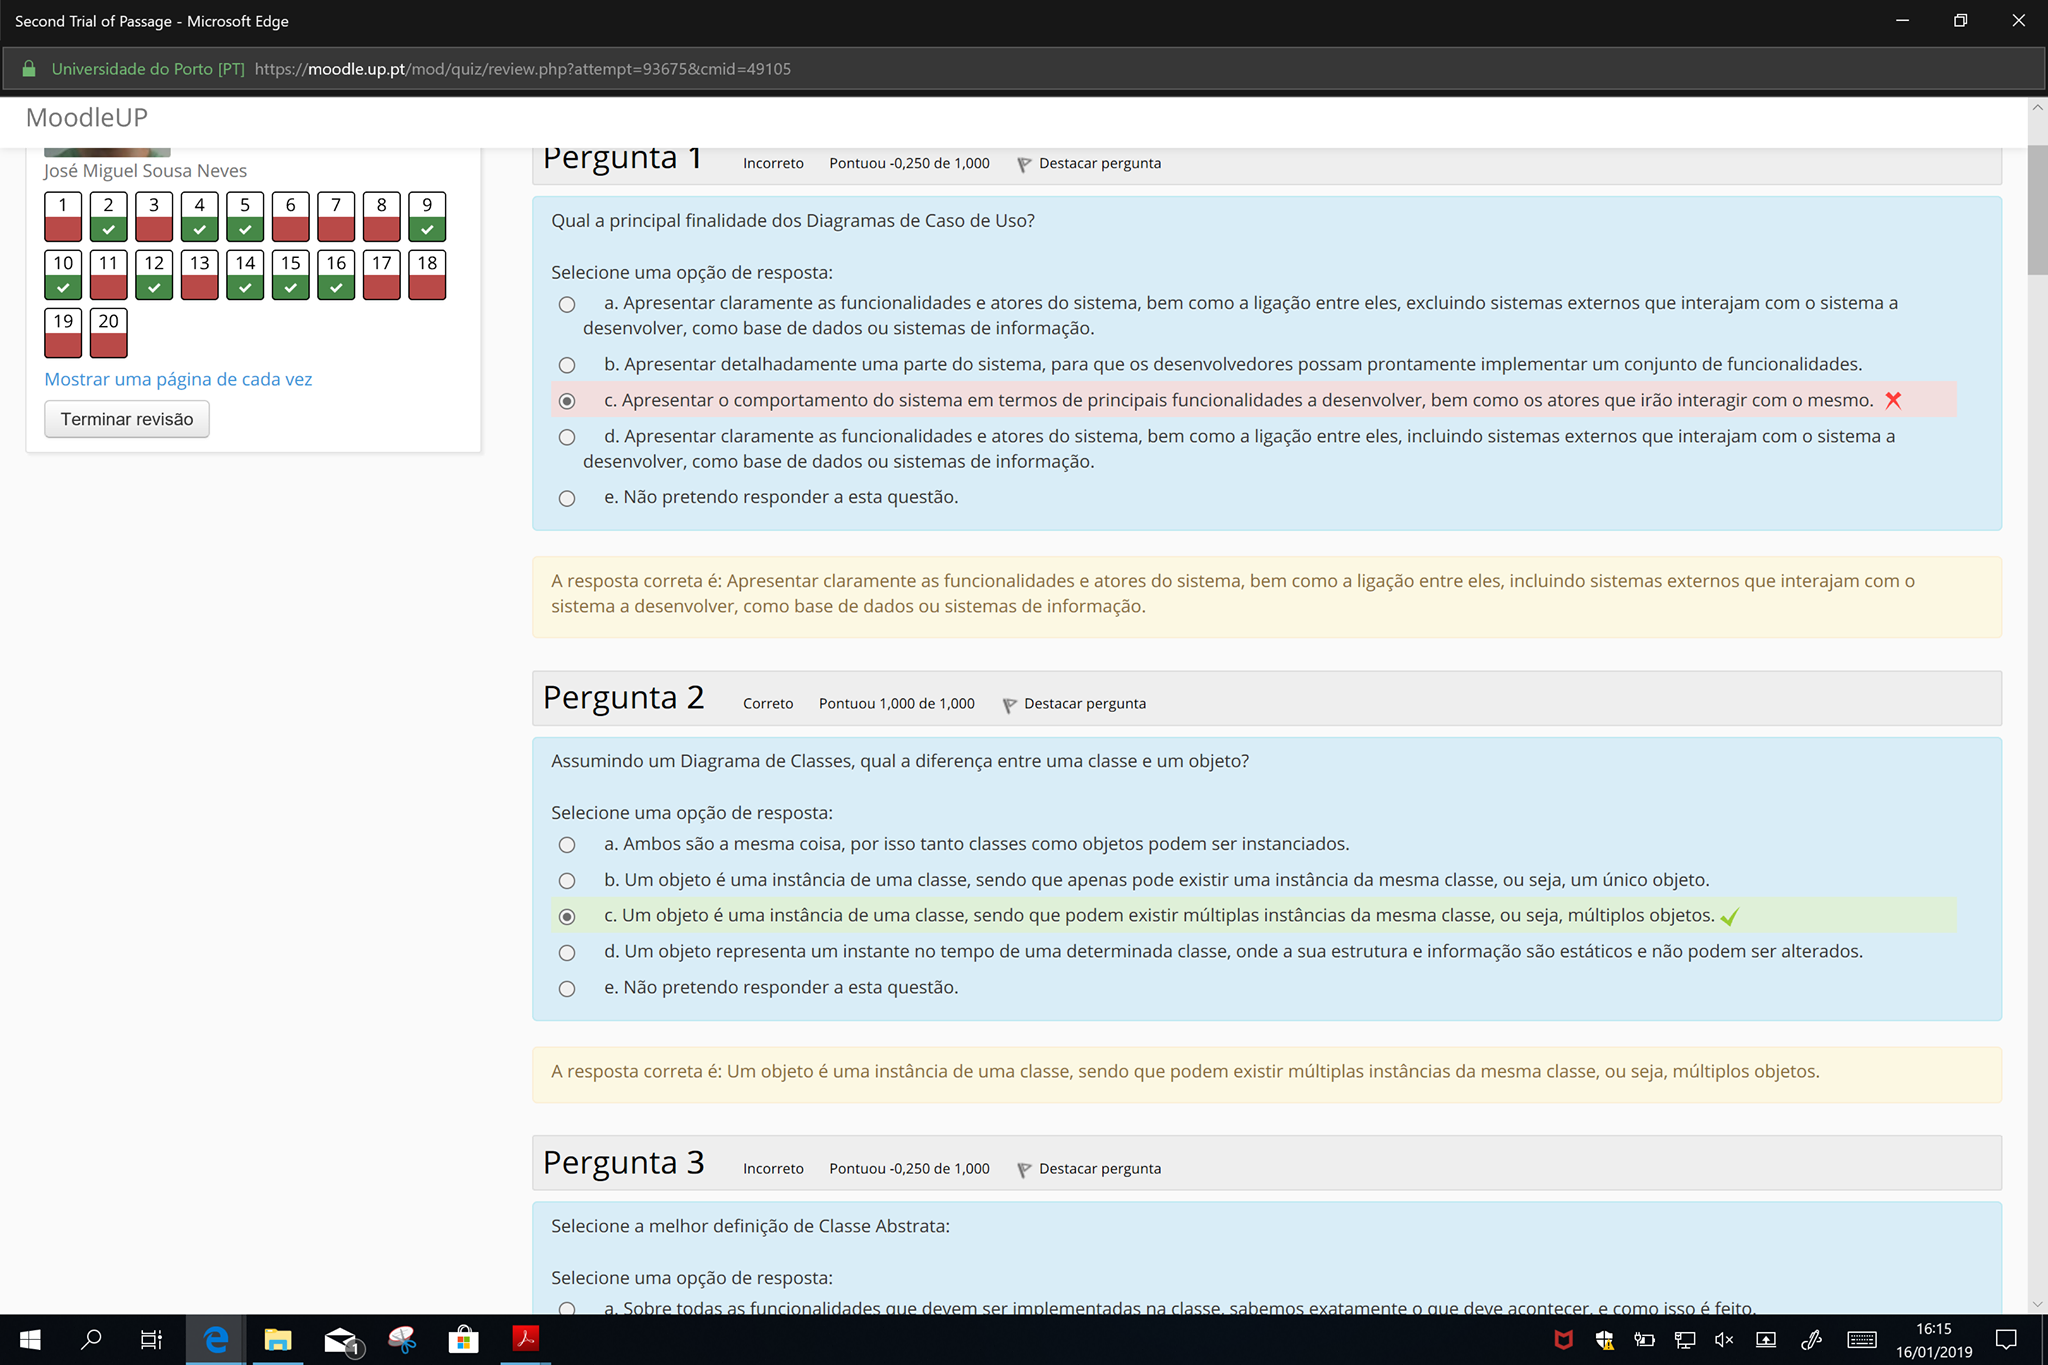 Second Trial of Passage - Microsoft Edge
Universidade do Porto [PT] https://moodle.up.pt/mod/quiz/review.php?attempt=93675&cmid=49105
MoodleUP
José Miguel Sousa Neves
1 2 3 4 5 6 7 8 9
10 11 12 13 14 15 16 17 18
19 20
Mostrar uma página de cada vez
Terminar revisão
Pergunta 1 Incorreto Pontuou -0,250 de 1,000 Destacar pergunta
Qual a principal finalidade dos Diagramas de Caso de Uso?
Selecione uma opção de resposta:
a. Apresentar claramente as funcionalidades e atores do sistema, bem como a ligação entre eles, excluindo sistemas externos que interajam com o sistema a
desenvolver, como base de dados ou sistemas de informação.
b. Apresentar detalhadamente uma parte do sistema, para que os desenvolvedores possam prontamente implementar um conjunto de funcionalidades.
c. Apresentar o comportamento do sistema em termos de principais funcionalidades a desenvolver, bem como os atores que irão interagir com o mesmo.
d. Apresentar claramente as funcionalidades e atores do sistema, bem como a ligação entre eles, incluindo sistemas externos que interajam com o sistema a
desenvolver, como base de dados ou sistemas de informação.
e. Não pretendo responder a esta questão.
A resposta correta é: Apresentar claramente as funcionalidades e atores do sistema, bem como a ligação entre eles, incluindo sistemas externos que interajam com o
sistema a desenvolver, como base de dados ou sistemas de informação.
Pergunta 2 Correto Pontuou 1,000 de 1,000 Destacar pergunta
Assumindo um Diagrama de Classes, qual a diferença entre uma classe e um objeto?
Selecione uma opção de resposta:
a. Ambos são a mesma coisa, por isso tanto classes como objetos podem ser instanciados.
b. Um objeto é uma instância de uma classe, sendo que apenas pode existir uma instância da mesma classe, ou seja, um único objeto.
c. Um objeto é uma instância de uma classe, sendo que podem existir múltiplas instâncias da mesma classe, ou seja, múltiplos objetos.
d. Um objeto representa um instante no tempo de uma determinada classe, onde a sua estrutura e informação são estáticos e não podem ser alterados.
e. Não pretendo responder a esta questão.
A resposta correta é: Um objeto é uma instância de uma classe, sendo que podem existir múltiplas instâncias da mesma classe, ou seja, múltiplos objetos.
Pergunta 3 Incorreto Pontuou -0,250 de 1,000 Destacar pergunta
Selecione a melhor definição de Classe Abstrata:
Selecione uma opção de resposta:
a. Sobre todas as funcionalidades que devem ser implementadas na classe, sabemos exatamente o que deve acontecer, e como isso é feito.
1
16:15
16/01/2019